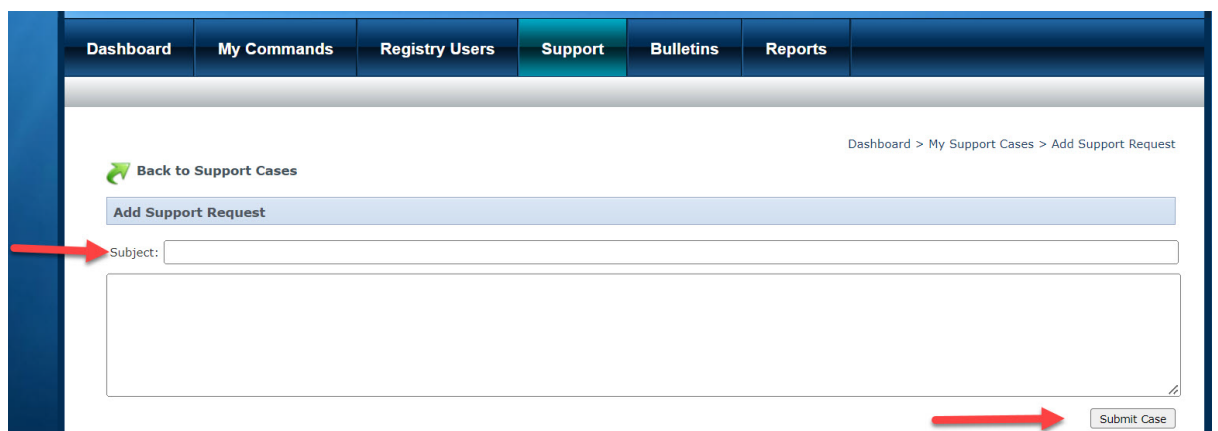 Dashboard My Commands Registry Users Support Bulletins Reports
Dashboard > My Support Cases > Add Support Request
Back to Support Cases
Add Support Request
Subject:
Submit Case